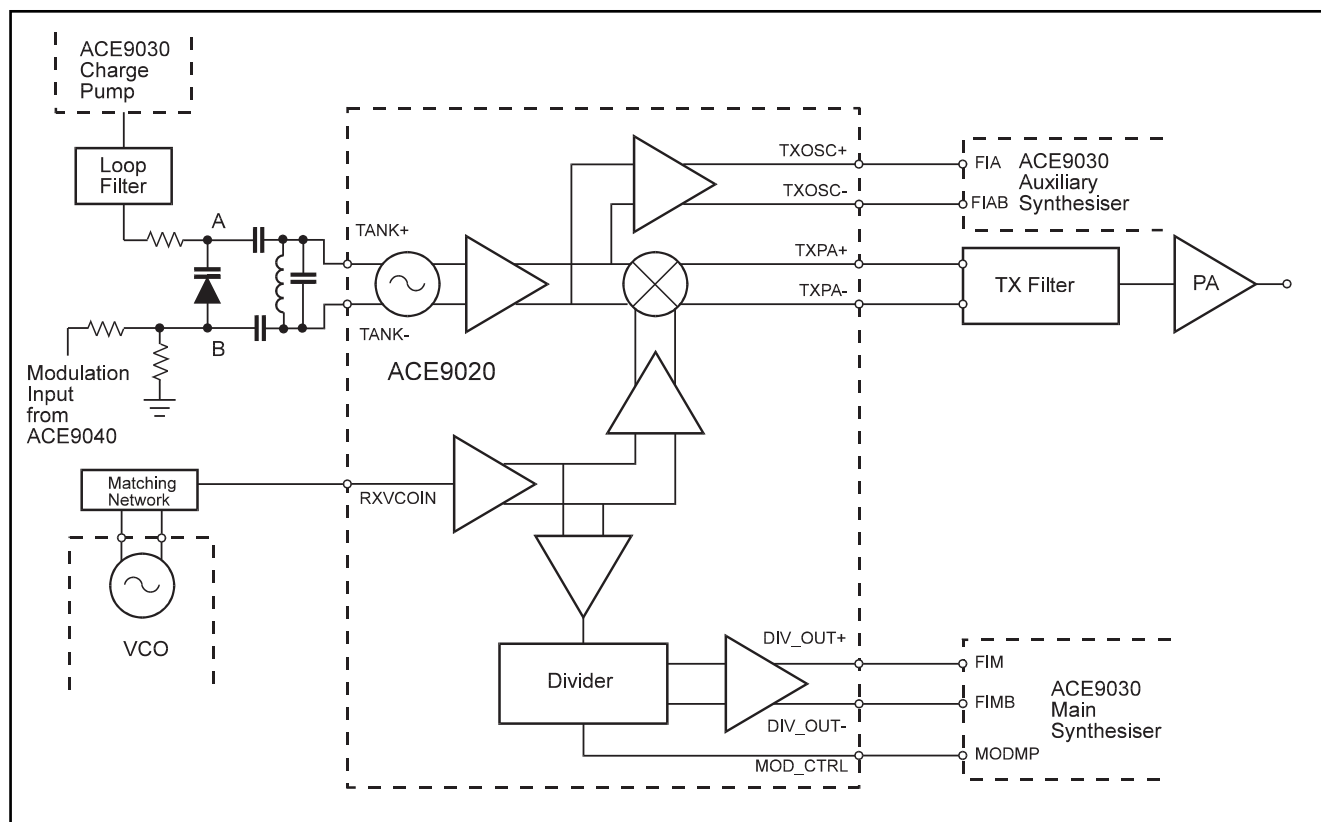 ACE9030
Charge
Pump
Loop
Filter
A
B
Modulation
Input
from
ACE9040
TANK+
TANK-
ACE9020
TXOSC+
TXOSC-
TXPA+
TXPA-
FIA
FIAB
ACE9030
Auxiliary
Synthesiser
TX Filter
PA
Matching
Network
RXVCOIN
VCO
Divider
DIV_OUT+
DIV_OUT-
MOD_CTRL
FIM
FIMB
MODMP
ACE9030
Main
Synthesiser